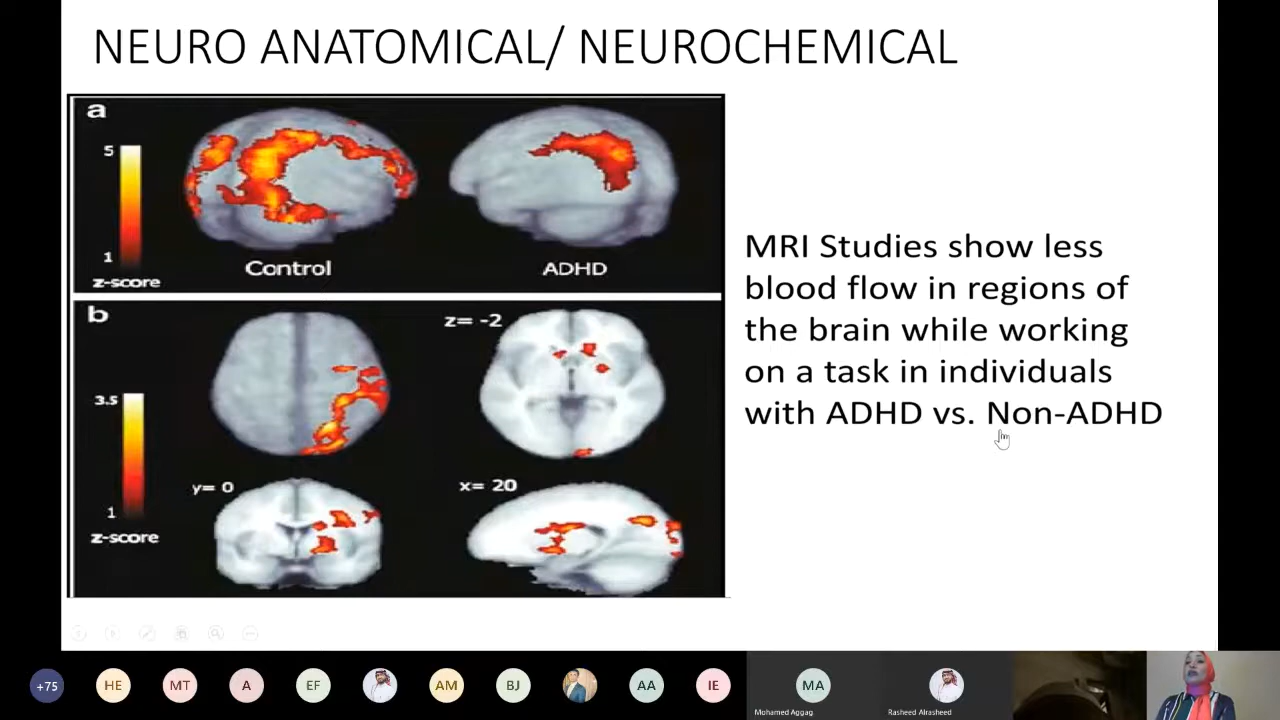 NEURO ANATOMICAL/ NEUROCHEMICAL
a
5
1
z-score
Control
ADHD
b
z= -2
3.5
1
z-score
y= 0
x= 20
MRI Studies show less
blood flow in regions of
the brain while working
on a task in individuals
with ADHD vs. Non-ADHD
+75
HE
MT
A
EF
AM
BJ
AA
IE
MA
Mohamed Aggag
Rasheed Alrasheed